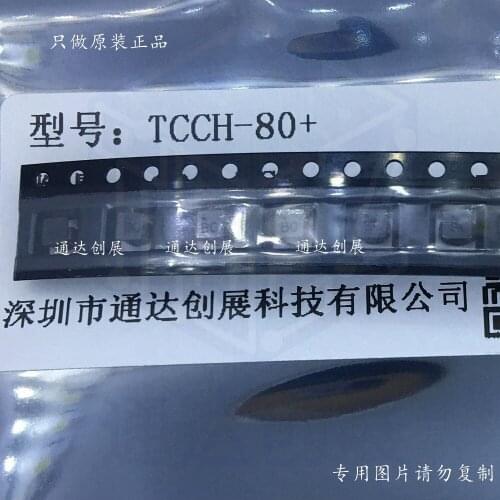 只做原装正品
型号：TCCH-80+
80
通达创展 通达创展 通达创展
深圳市通达创展科技有限公司
专用图片请勿复制